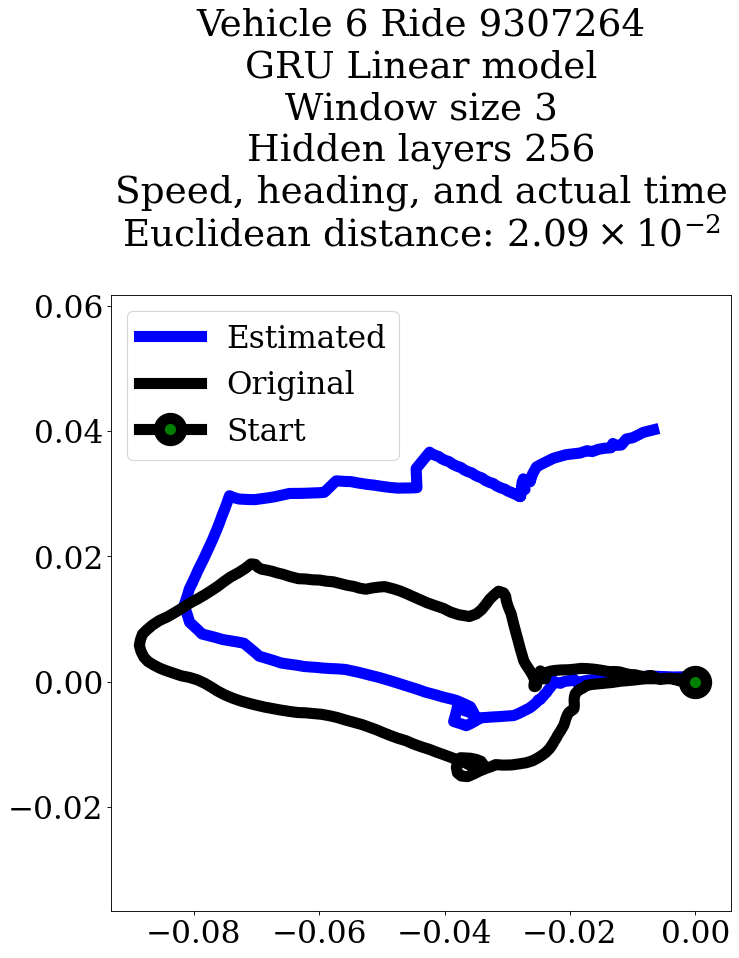 Vehicle 6 Ride 9307264
GRU Linear model
Window size 3
Hidden layers 256
Speed, heading, and actual time
Euclidean distance: 2.09 × 10⁻²
0.06
0.04
0.02
0.00
−0.02
Estimated
Original
Start
−0.08 −0.06 −0.04 −0.02 0.00